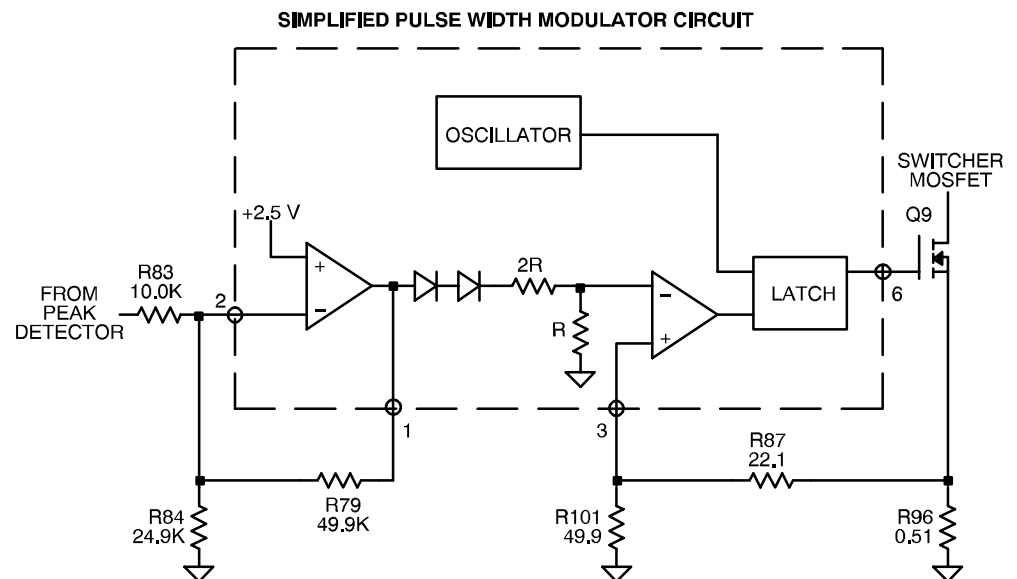 SIMPLIFIED PULSE WIDTH MODULATOR CIRCUIT
OSCILLATOR
SWITCHER
MOSFET
Q9
+2.5 V
+
−
R83
10.0K
2
FROM
PEAK
DETECTOR
2R
R
−
+
LATCH
6
1
3
R87
22.1
R79
49.9K
R84
24.9K
R101
49.9
R96
0.51